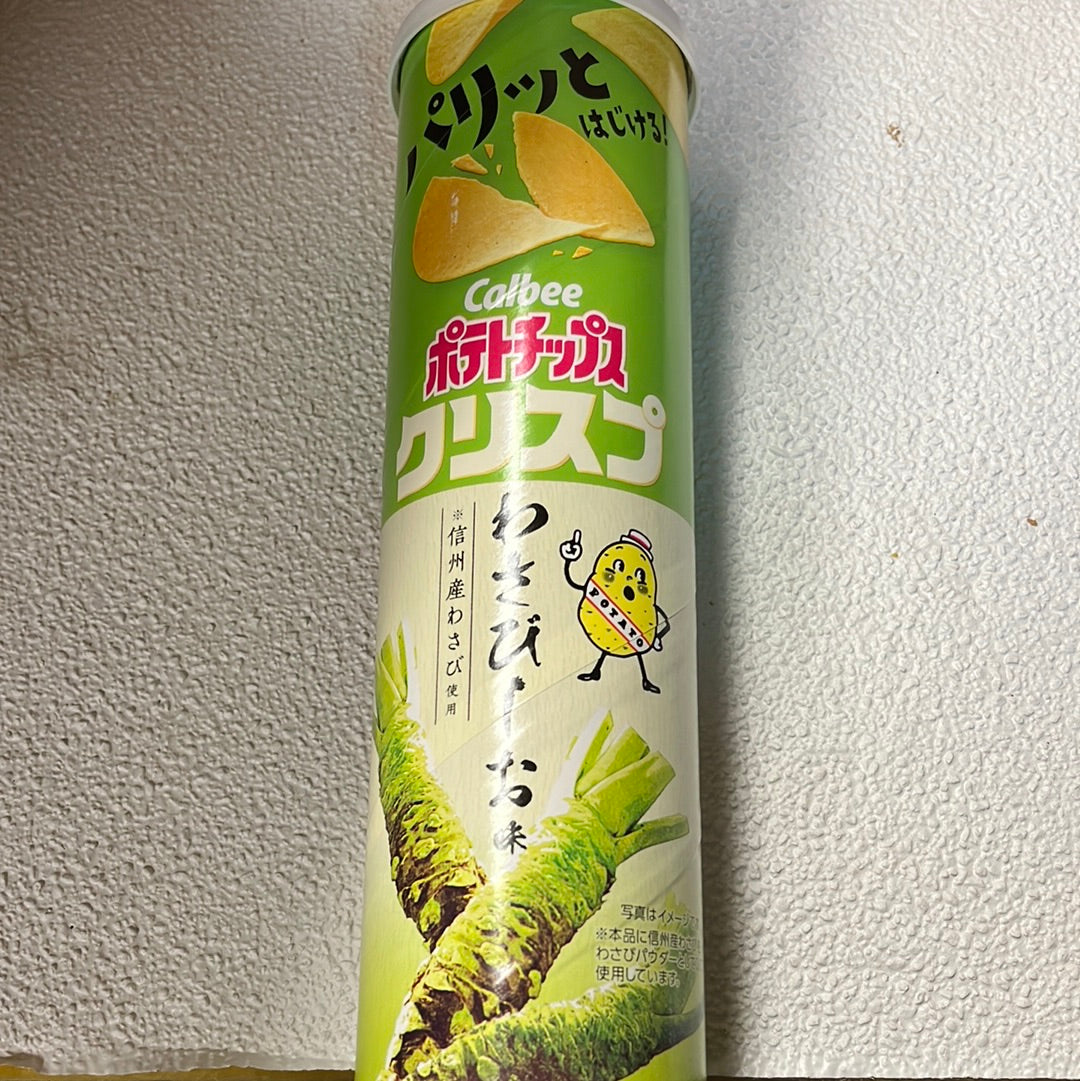 パリッと
はじける!
Calbee
ポテトチップス
クリスプ
わさびーお味
※信州産わさび使用
POTATO
写真はイメージ
※本品に信州産わさ
わさびパウダーとし
使用しています。